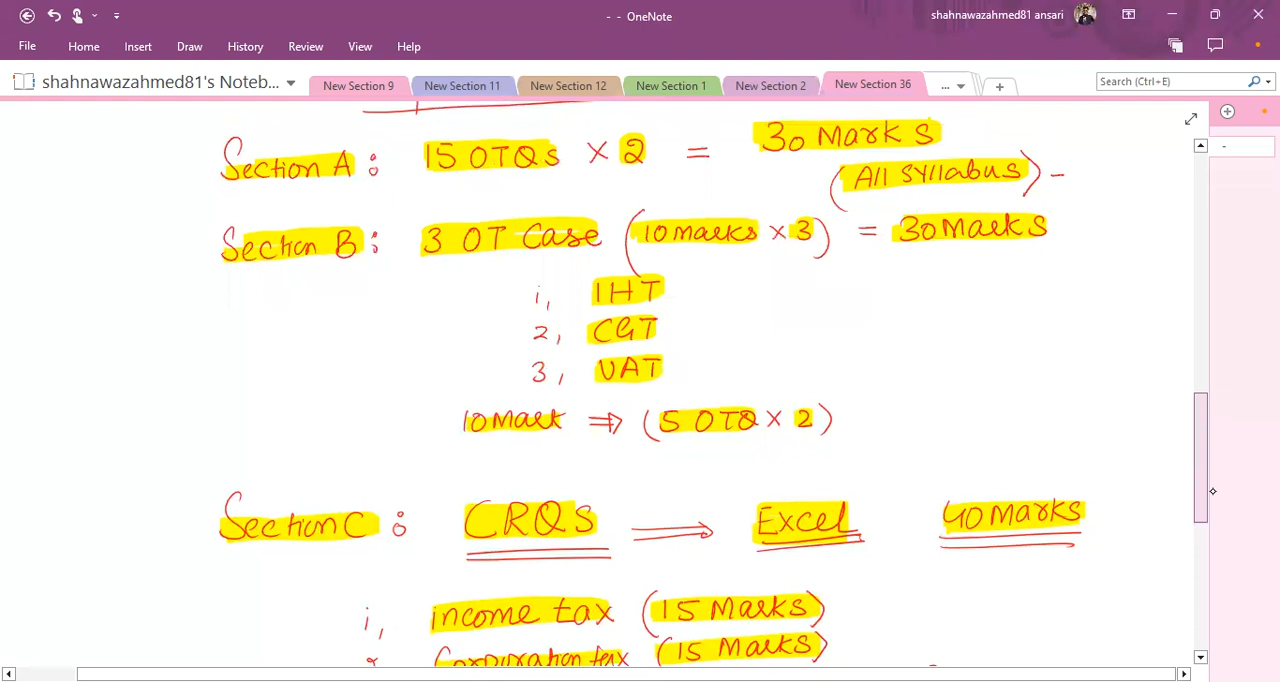 - - OneNote
shahnawazahmed81 ansari
File Home Insert Draw History Review View Help
shahnawazahmed81's Noteb...
New Section 9 New Section 11 New Section 12 New Section 1 New Section 2 New Section 36 ...
Search (Ctrl+E)
Section A : 15 OTQs × 2 = 30 Marks
(All syllabus) -
Section B : 3 OT Case (10 marks × 3) = 30 Marks
i, IHT
2, CGT
3, VAT
10 Mark ⇒ (5 OTQ × 2)
Section C : CRQs → Excel 40 Marks
i, income tax (15 Marks)
Corporation tax (15 Marks)